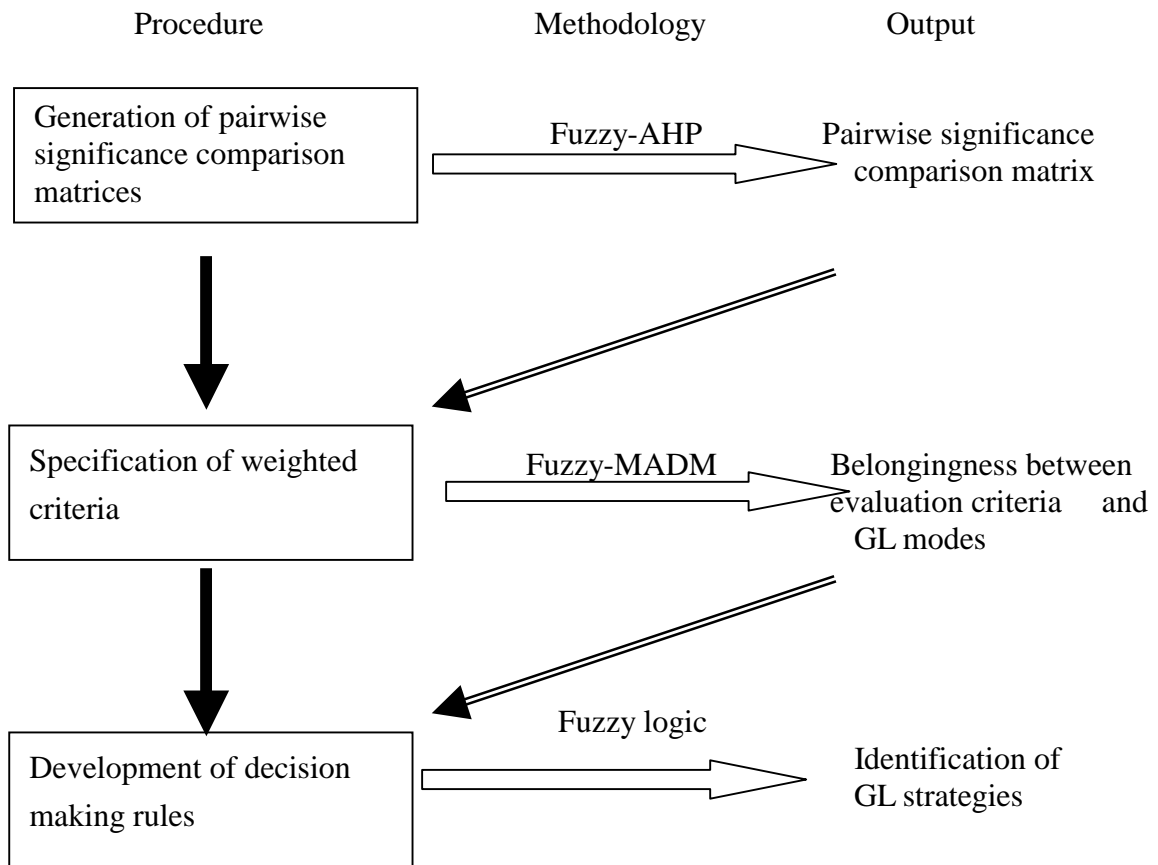 Procedure
Methodology
Output
Generation of pairwise
significance comparison
matrices
Fuzzy-AHP
Pairwise significance
comparison matrix
Specification of weighted
criteria
Fuzzy-MADM
Belongingness between
evaluation criteria and
GL modes
Development of decision
making rules
Fuzzy logic
Identification of
GL strategies